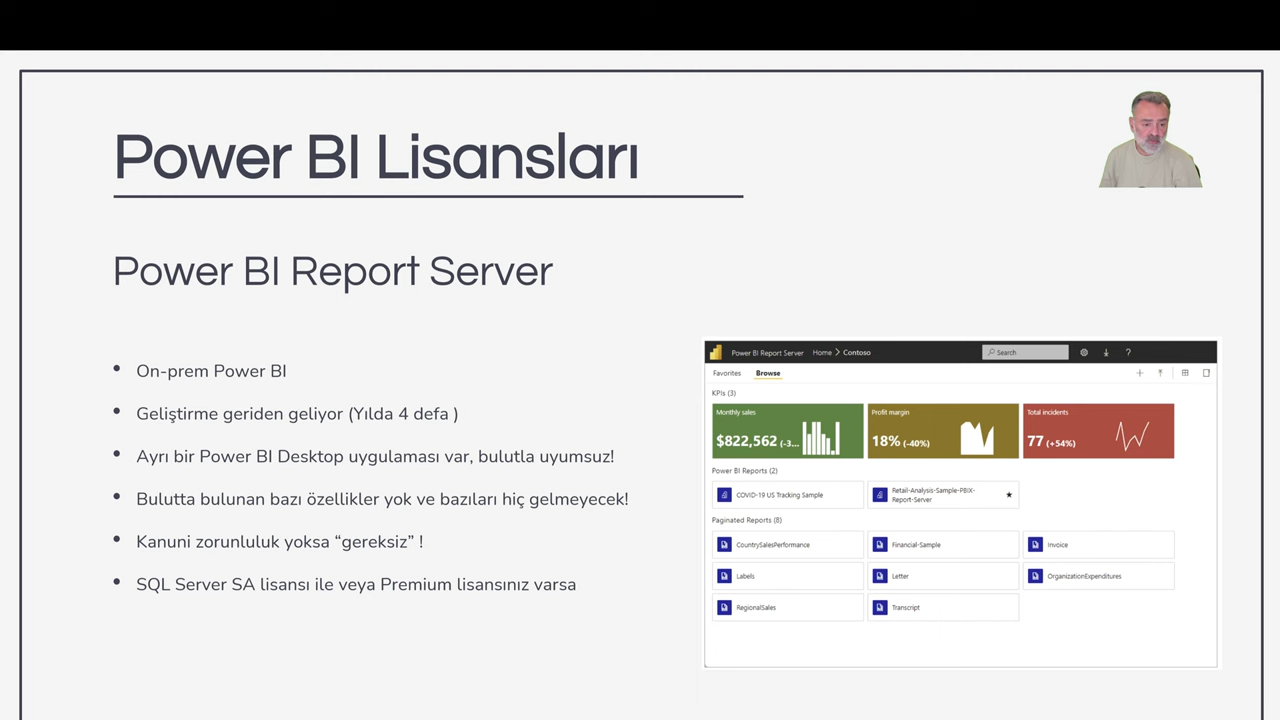 Power BI Lisansları
Power BI Report Server
• On-prem Power BI
• Geliştirme geriden geliyor (Yılda 4 defa )
• Ayrı bir Power BI Desktop uygulaması var, bulutla uyumsuz!
• Bulutta bulunan bazı özellikler yok ve bazıları hiç gelmeyecek!
• Kanuni zorunluluk yoksa “gereksiz” !
• SQL Server SA lisansı ile veya Premium lisansınız varsa
Power BI Report Server Home > Contoso Search ?
Favorites Browse
KPIs (3)
Monthly sales Profit margin Total incidents
$822,562 (-3... 18% (-40%) 77 (+54%)
Power BI Reports (2)
COVID-19 US Tracking Sample
Retail-Analysis-Sample-PBIX-
Report-Server
Paginated Reports (8)
CountrySalesPerformance Financial-Sample Invoice
Labels Letter OrganizationExpenditures
RegionalSales Transcript